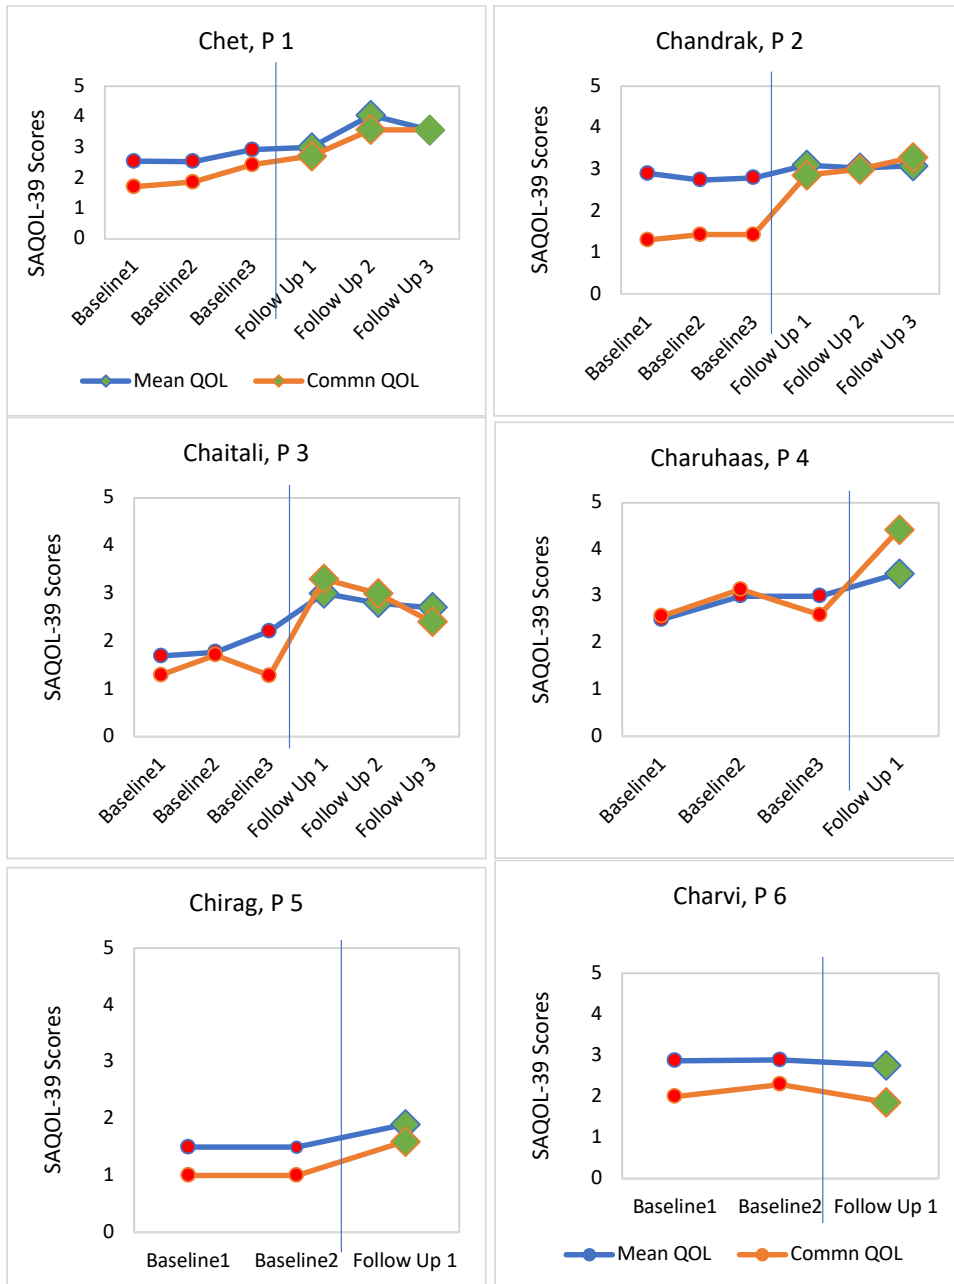 Chet, P 1
SAQOL-39 Scores
5
4
3
2
1
0
Baseline1
Baseline2
Baseline3
Follow Up 1
Follow Up 2
Follow Up 3
Mean QOL
Commn QOL
Chandrak, P 2
SAQOL-39 Scores
5
4
3
2
1
0
Baseline1
Baseline2
Baseline3
Follow Up 1
Follow Up 2
Follow Up 3
Chaitali, P 3
SAQOL-39 Scores
5
4
3
2
1
0
Baseline1
Baseline2
Baseline3
Follow Up 1
Follow Up 2
Follow Up 3
Charuhaas, P 4
SAQOL-39 Scores
5
4
3
2
1
0
Baseline1
Baseline2
Baseline3
Follow Up 1
Chirag, P 5
SAQOL-39 Scores
5
4
3
2
1
0
Baseline1 Baseline2 Follow Up 1
Charvi, P 6
SAQOL-39 Scores
5
4
3
2
1
0
Baseline1 Baseline2 Follow Up 1
Mean QOL Commn QOL